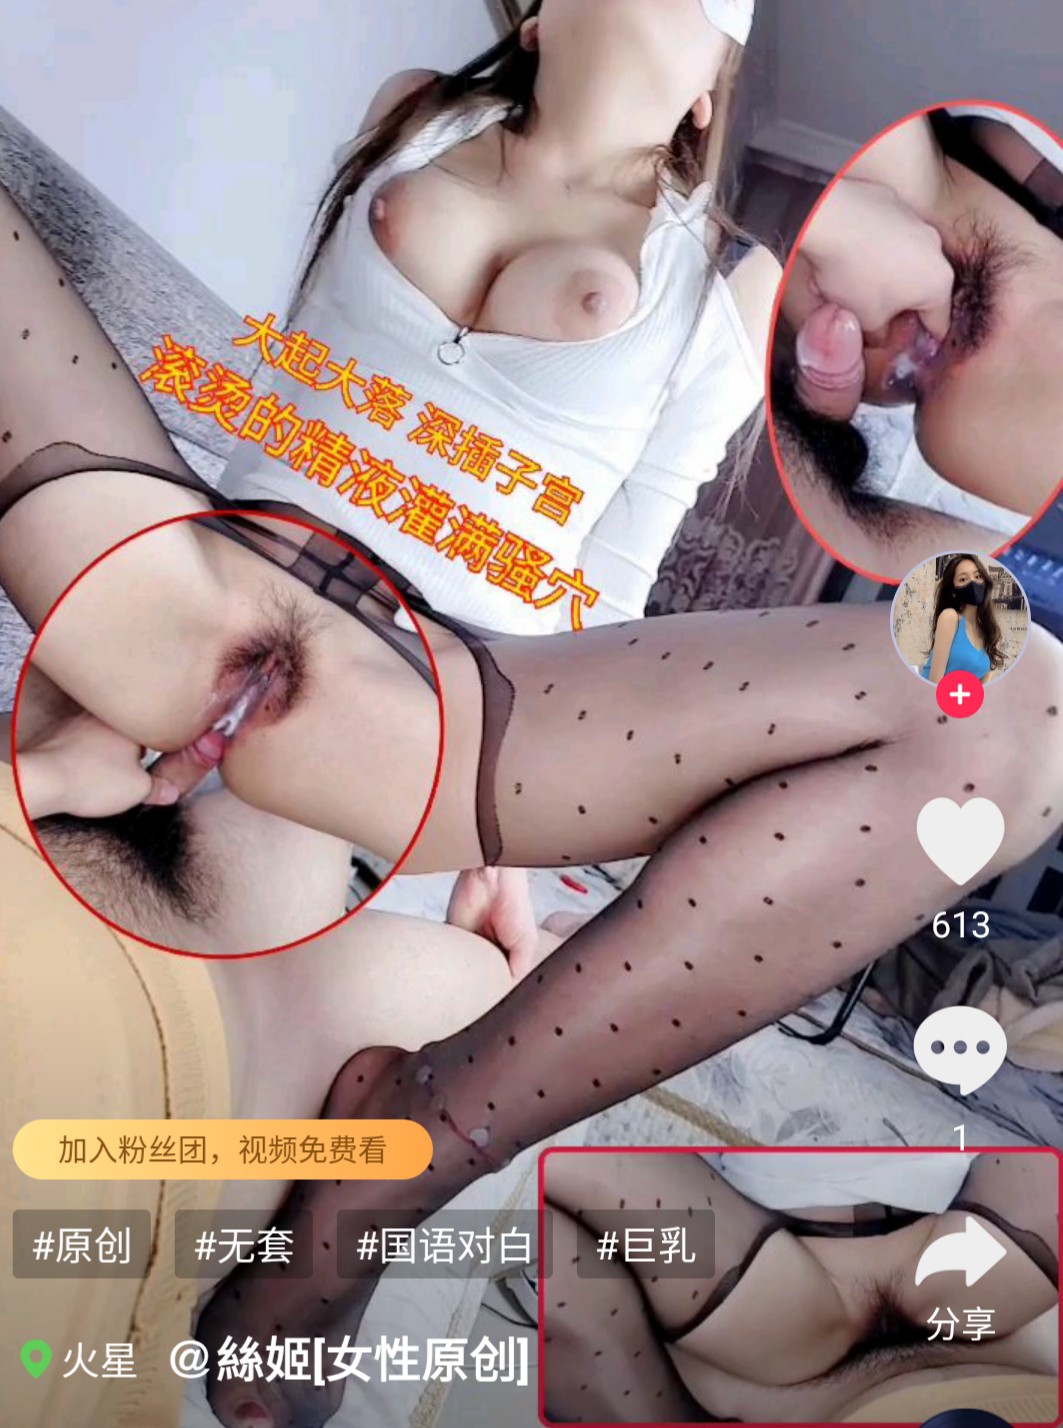 大起大落 深插子宫
滚烫的精液灌满骚穴
613
1
加入粉丝团，视频免费看
#原创 #无套 #国语对白 #巨乳
分享
火星 @絲姬[女性原创]